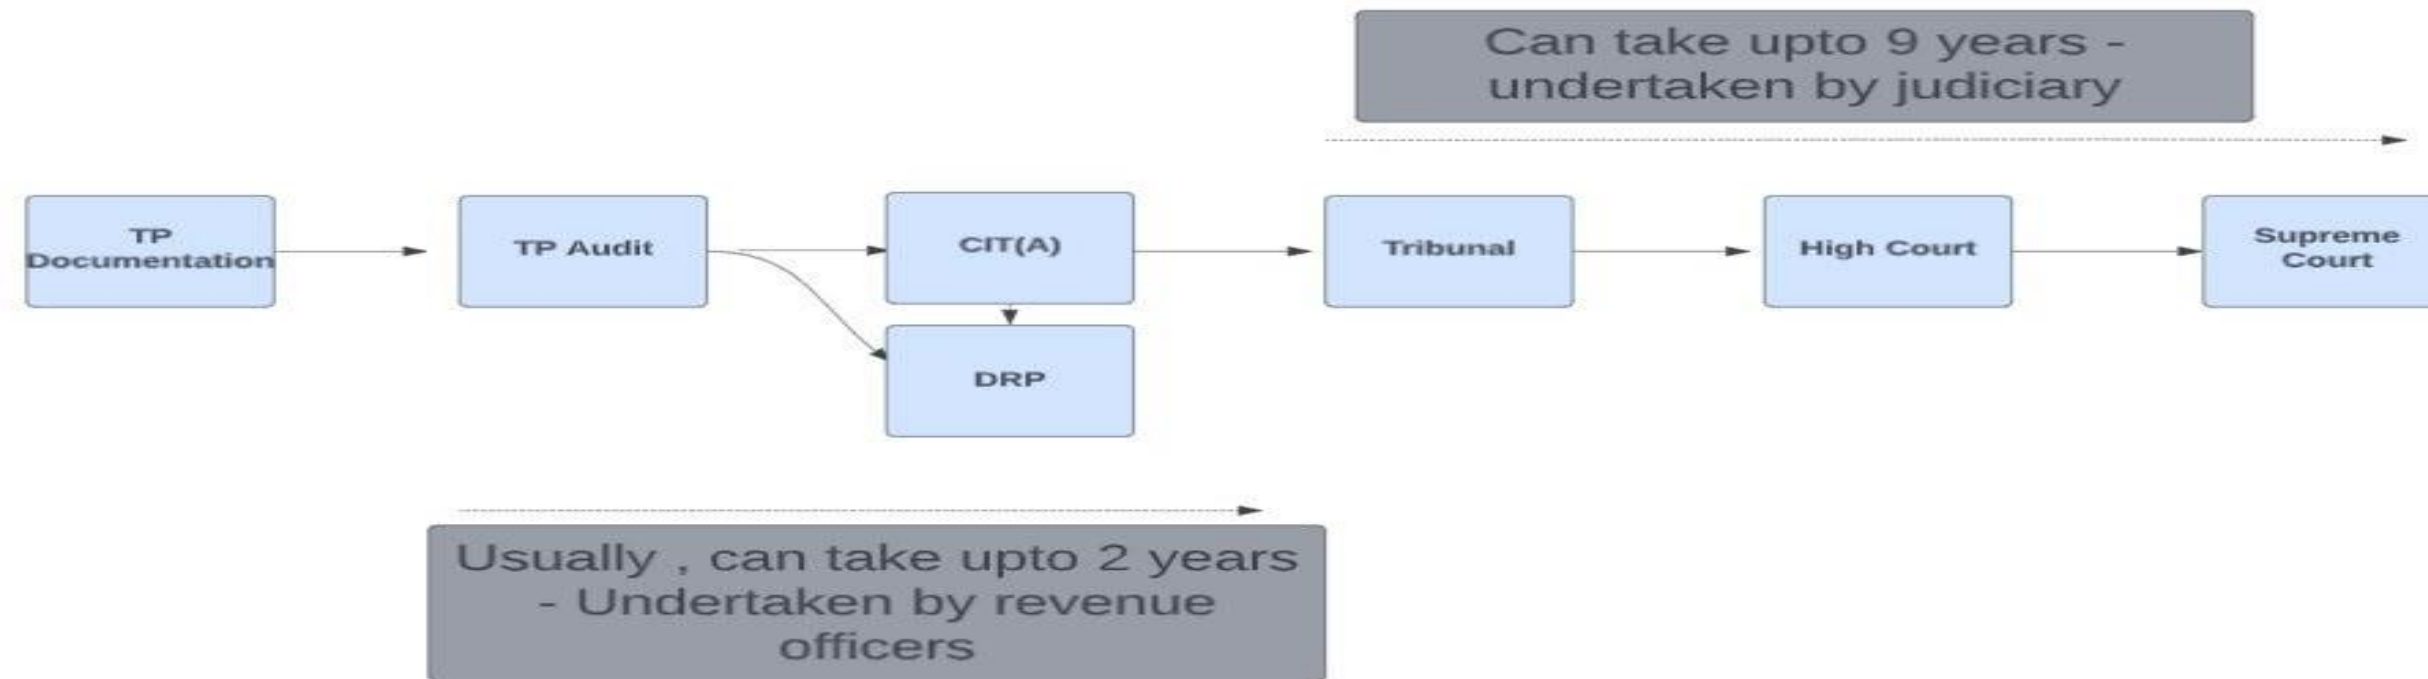 Can take upto 9 years -
undertaken by judiciary
TP
Documentation
TP Audit
CIT(A)
Tribunal
High Court
Supreme
Court
DRP
Usually , can take upto 2 years
- Undertaken by revenue
officers